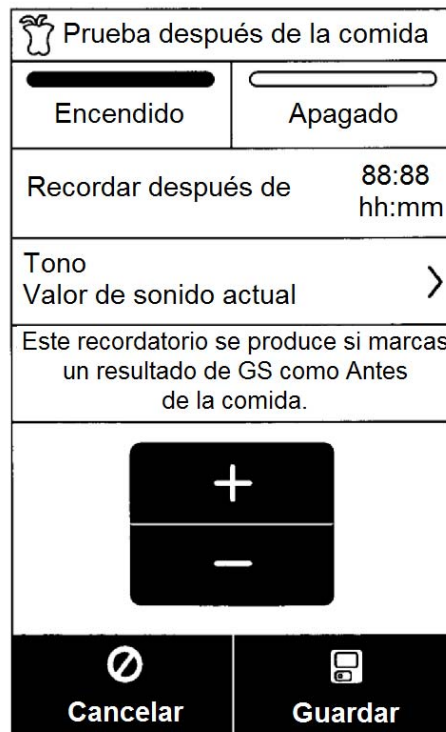 Prueba después de la comida
Encendido
Apagado
Recordar después de
88:88
hh:mm
Tono
Valor de sonido actual
Este recordatorio se produce si marcas
un resultado de GS como Antes
de la comida.
+
−
Cancelar
Guardar